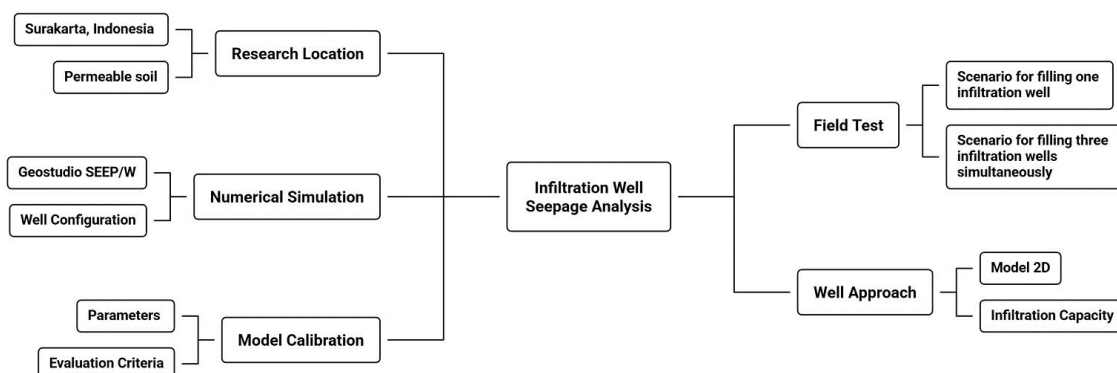 Surakarta, Indonesia
Permeable soil
Research Location
Geostudio SEEP/W
Well Configuration
Numerical Simulation
Parameters
Evaluation Criteria
Model Calibration
Infiltration Well
Seepage Analysis
Field Test
Scenario for filling one
infiltration well
Scenario for filling three
infiltration wells
simultaneously
Well Approach
Model 2D
Infiltration Capacity